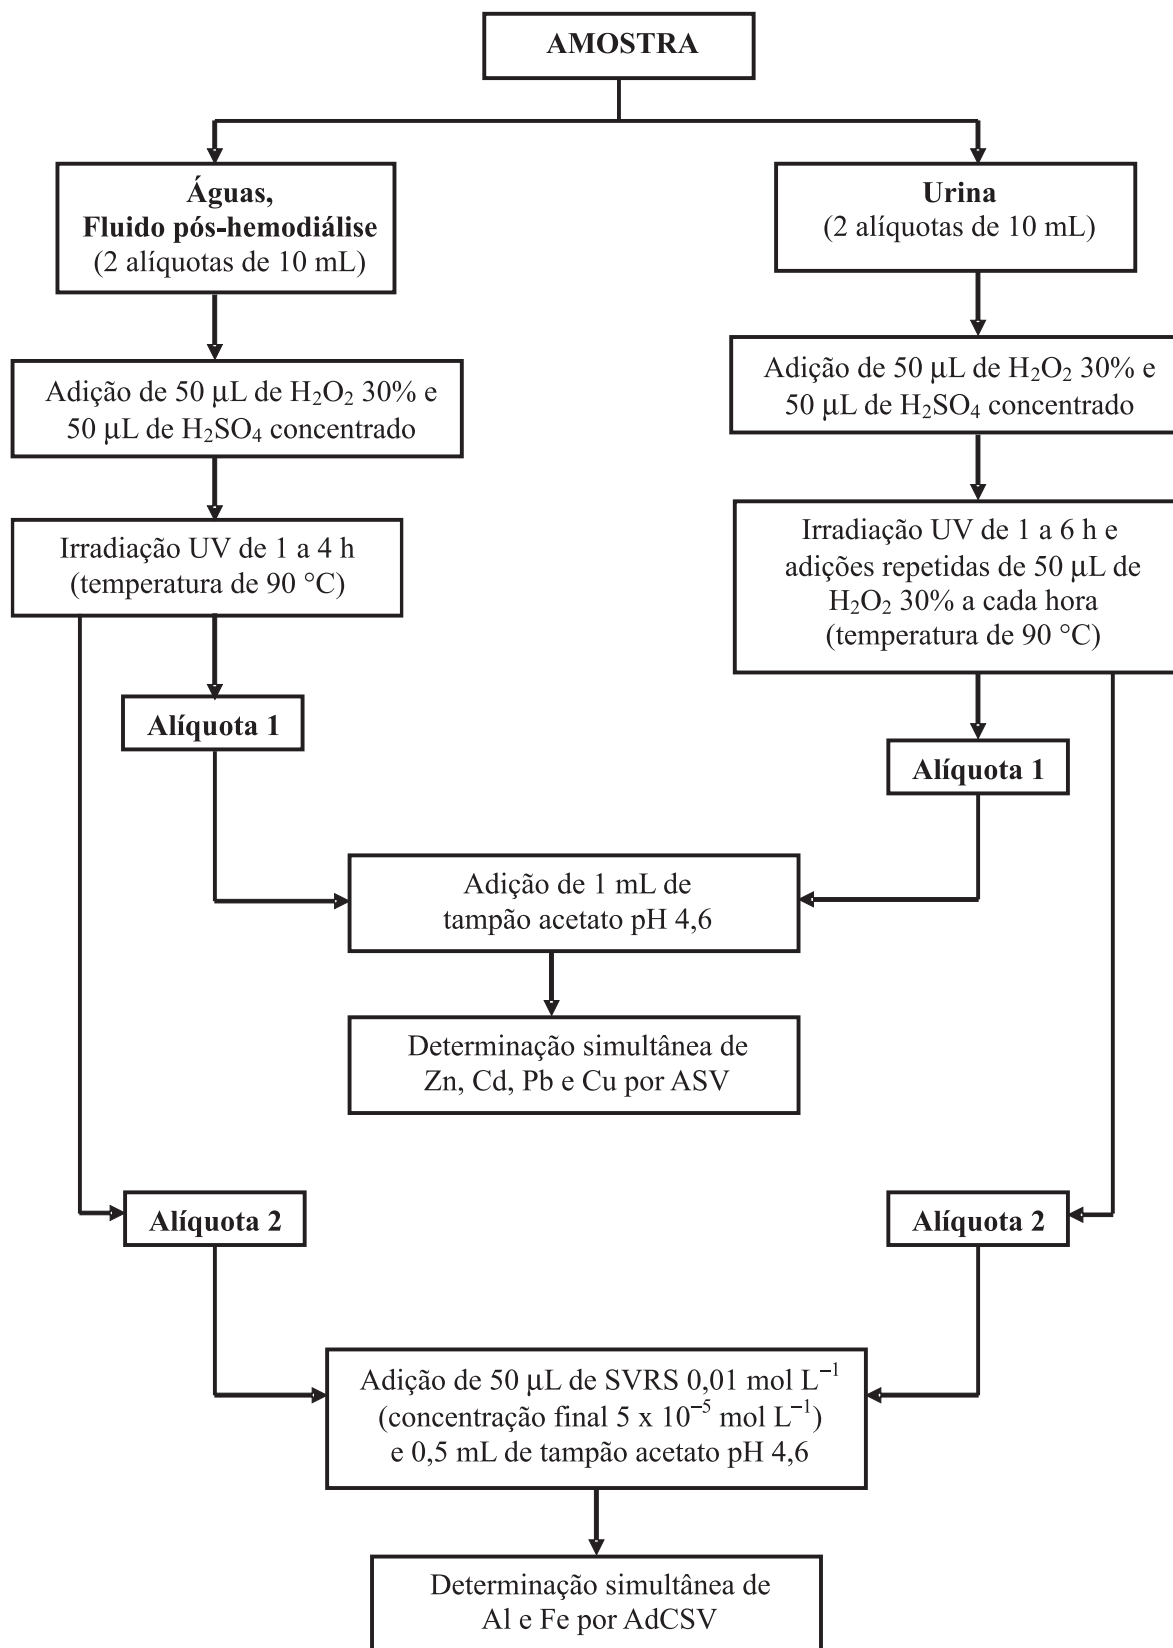 AMOSTRA
Águas,
Fluido pós-hemodiálise
(2 alíquotas de 10 mL)
Urina
(2 alíquotas de 10 mL)
Adição de 50 μL de H₂O₂ 30% e
50 μL de H₂SO₄ concentrado
Adição de 50 μL de H₂O₂ 30% e
50 μL de H₂SO₄ concentrado
Irradiação UV de 1 a 4 h
(temperatura de 90 °C)
Irradiação UV de 1 a 6 h e
adições repetidas de 50 μL de
H₂O₂ 30% a cada hora
(temperatura de 90 °C)
Alíquota 1
Alíquota 1
Adição de 1 mL de
tampão acetato pH 4,6
Determinação simultânea de
Zn, Cd, Pb e Cu por ASV
Alíquota 2
Alíquota 2
Adição de 50 μL de SVRS 0,01 mol L⁻¹
(concentração final 5 x 10⁻⁵ mol L⁻¹)
e 0,5 mL de tampão acetato pH 4,6
Determinação simultânea de
Al e Fe por AdCSV